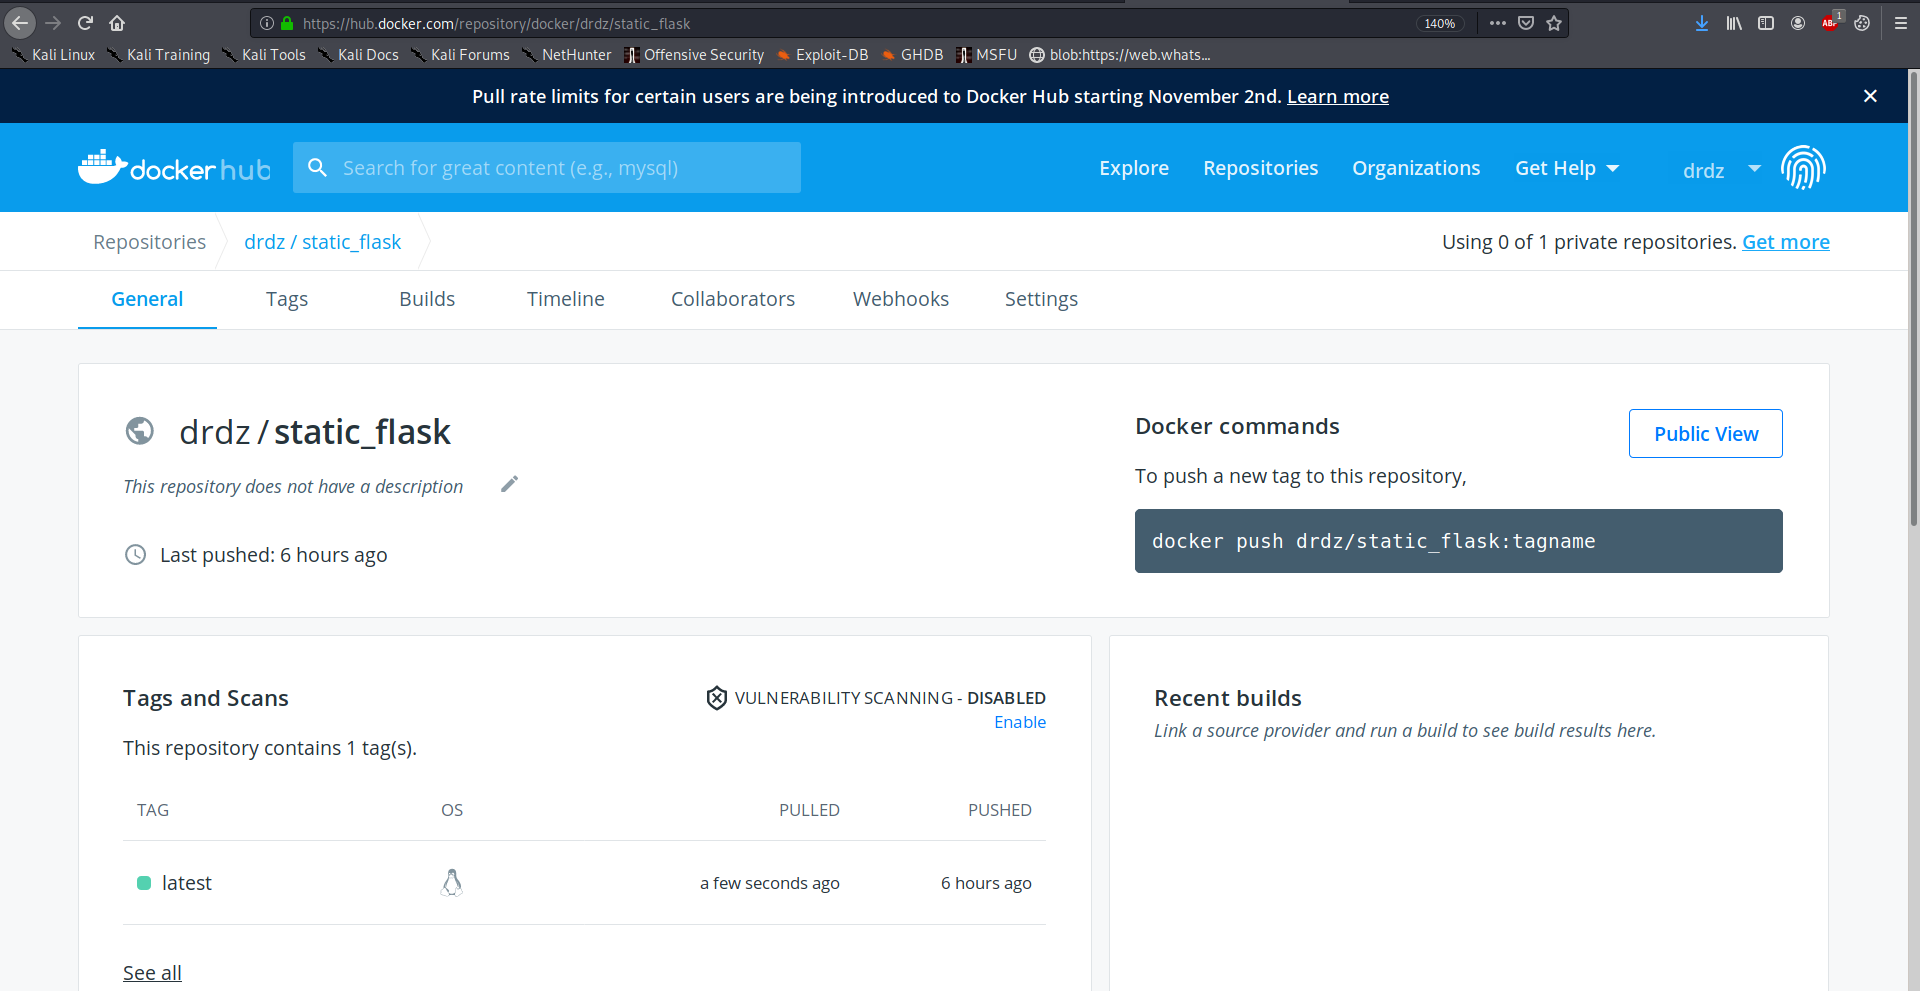 https://hub.docker.com/repository/docker/drdz/static_flask
140%
ABP
1
Kali Linux Kali Training Kali Tools Kali Docs Kali Forums NetHunter Offensive Security Exploit-DB GHDB MSFU blob:https://web.whats...
Pull rate limits for certain users are being introduced to Docker Hub starting November 2nd. Learn more
docker hub
Search for great content (e.g., mysql)
Explore Repositories Organizations Get Help drdz
Repositories drdz / static_flask
Using 0 of 1 private repositories. Get more
General Tags Builds Timeline Collaborators Webhooks Settings
drdz / static_flask
This repository does not have a description
Last pushed: 6 hours ago
Docker commands
Public View
To push a new tag to this repository,
docker push drdz/static_flask:tagname
Tags and Scans
VULNERABILITY SCANNING - DISABLED
Enable
This repository contains 1 tag(s).
TAG OS PULLED PUSHED
latest a few seconds ago 6 hours ago
See all
Recent builds
Link a source provider and run a build to see build results here.